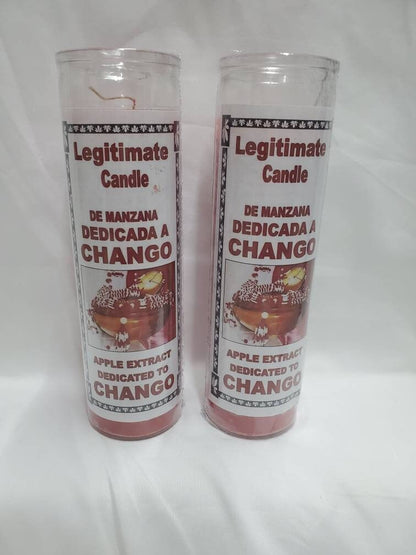 Legitimate
Candle
DE MANZANA
DEDICADA A
CHANGO
APPLE EXTRACT
DEDICATED TO
CHANGO
Legitimate
Candle
DE MANZANA
DEDICADA A
CHANGO
APPLE EXTRACT
DEDICATED TO
CHANGO